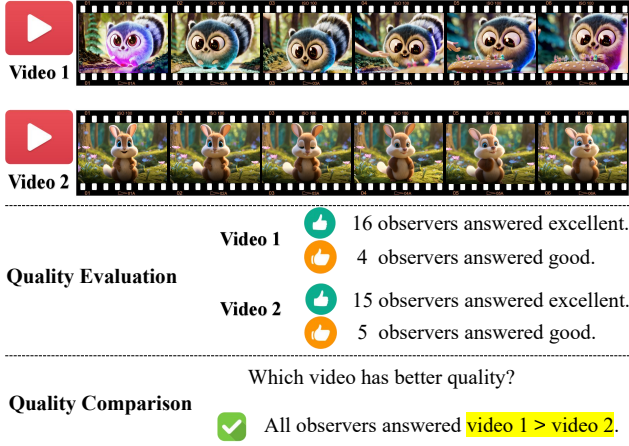 Video 1
Video 2
Video 1
16 observers answered excellent.
4 observers answered good.
Quality Evaluation
Video 2
15 observers answered excellent.
5 observers answered good.
Which video has better quality?
Quality Comparison
All observers answered video 1 > video 2.